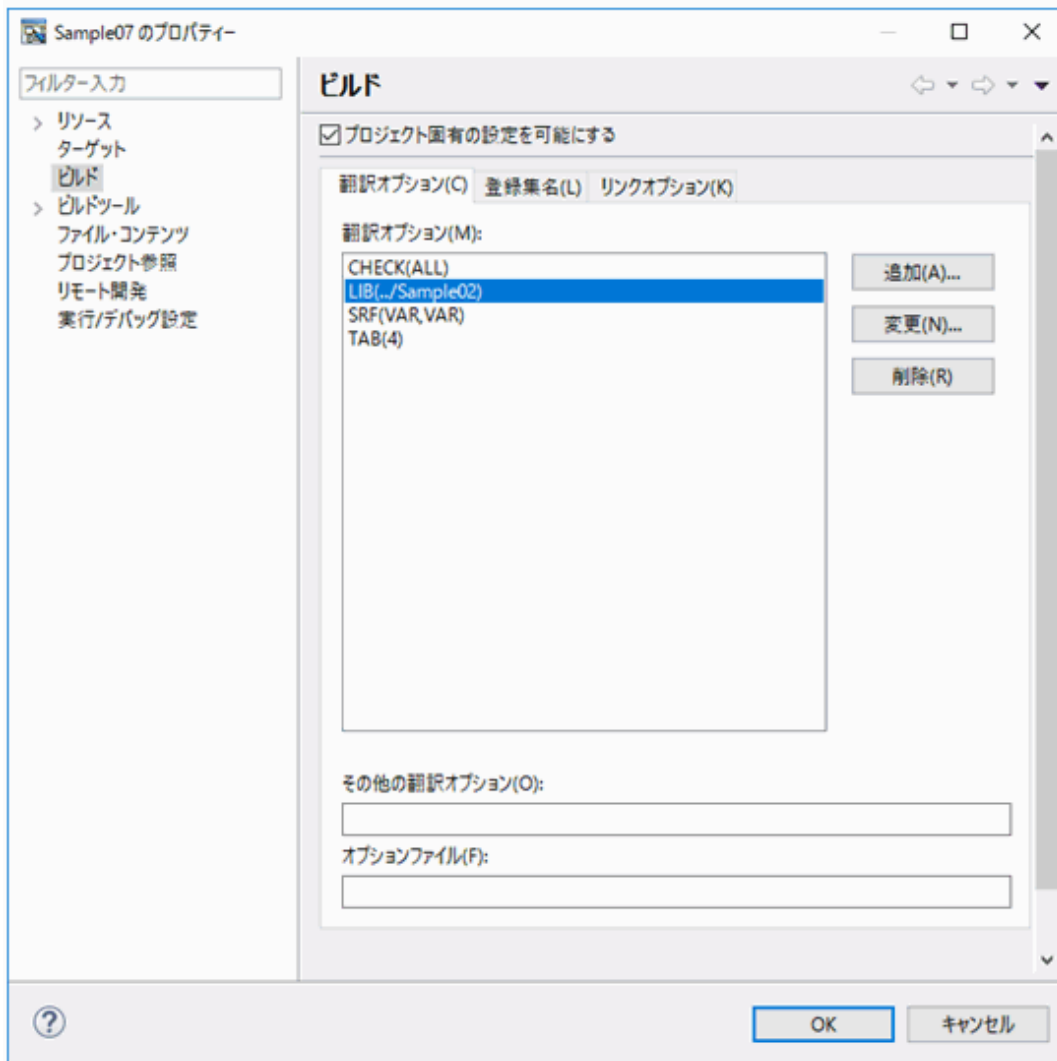 Sample07 のプロパティー
フィルター入力
リソース
ターゲット
ビルド
ビルドツール
ファイル・コンテンツ
プロジェクト参照
リモート開発
実行/デバッグ設定
ビルド
プロジェクト固有の設定を可能にする
翻訳オプション(C) 登録集名(L) リンクオプション(K)
翻訳オプション(M):
CHECK(ALL)
LIB(../Sample02)
SRF(VAR,VAR)
TAB(4)
追加(A)...
変更(N)...
削除(R)
その他の翻訳オプション(O):
オプションファイル(F):
OK キャンセル